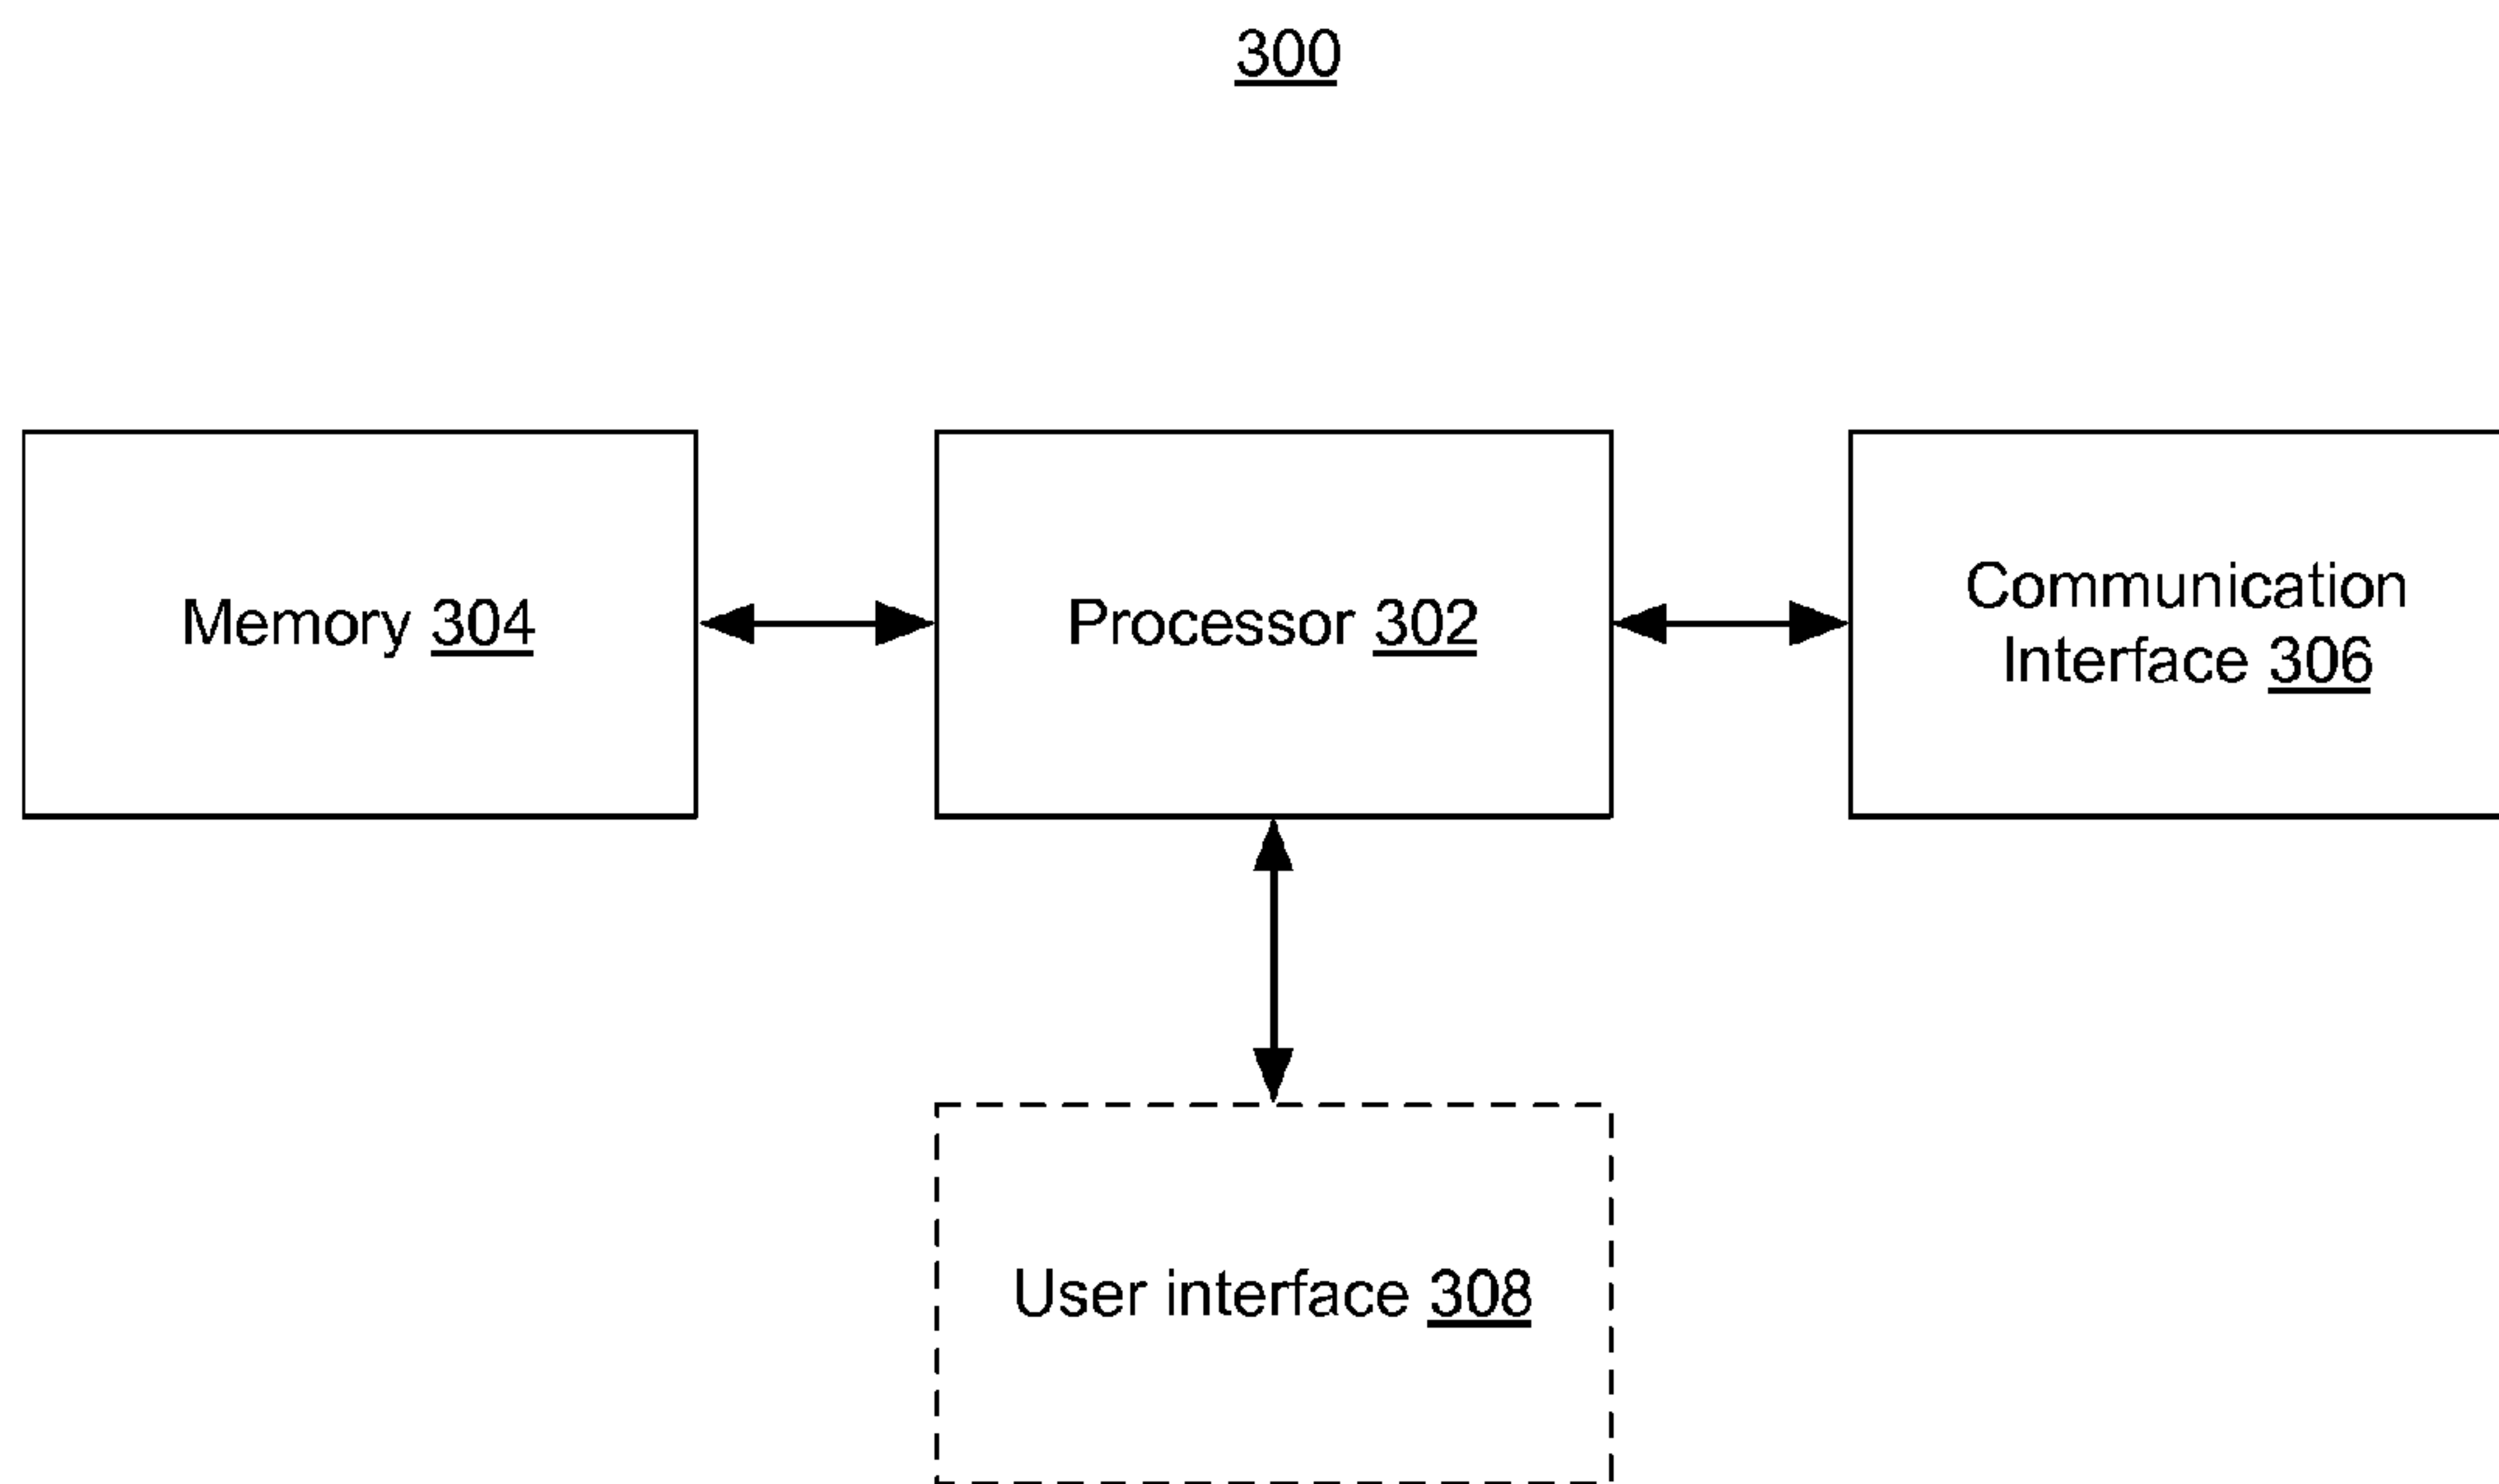 300
Memory 304
Processor 302
Communication
Interface 306
User interface 308